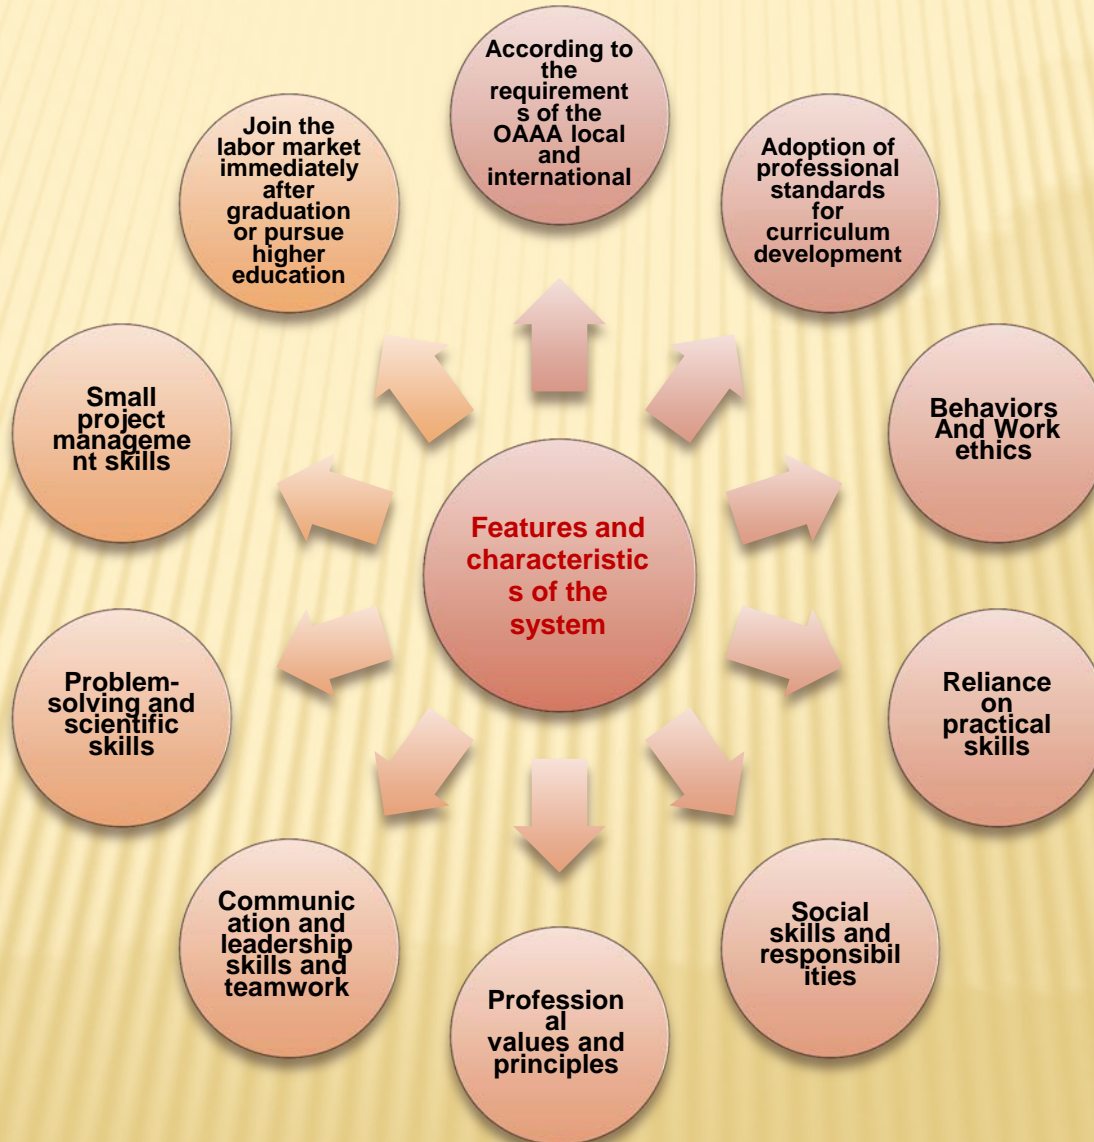 According to
the
requirement
s of the
OAAA local
and
international
Adoption of
professional
standards
for
curriculum
development
Behaviors
And Work
ethics
Reliance
on
practical
skills
Social
skills and
responsibil
ities
Profession
al
values and
principles
Communic
ation and
leadership
skills and
teamwork
Problem-
solving and
scientific
skills
Small
project
manageme
nt skills
Join the
labor market
immediately
after
graduation
or pursue
higher
education
Features and
characteristic
s of the
system